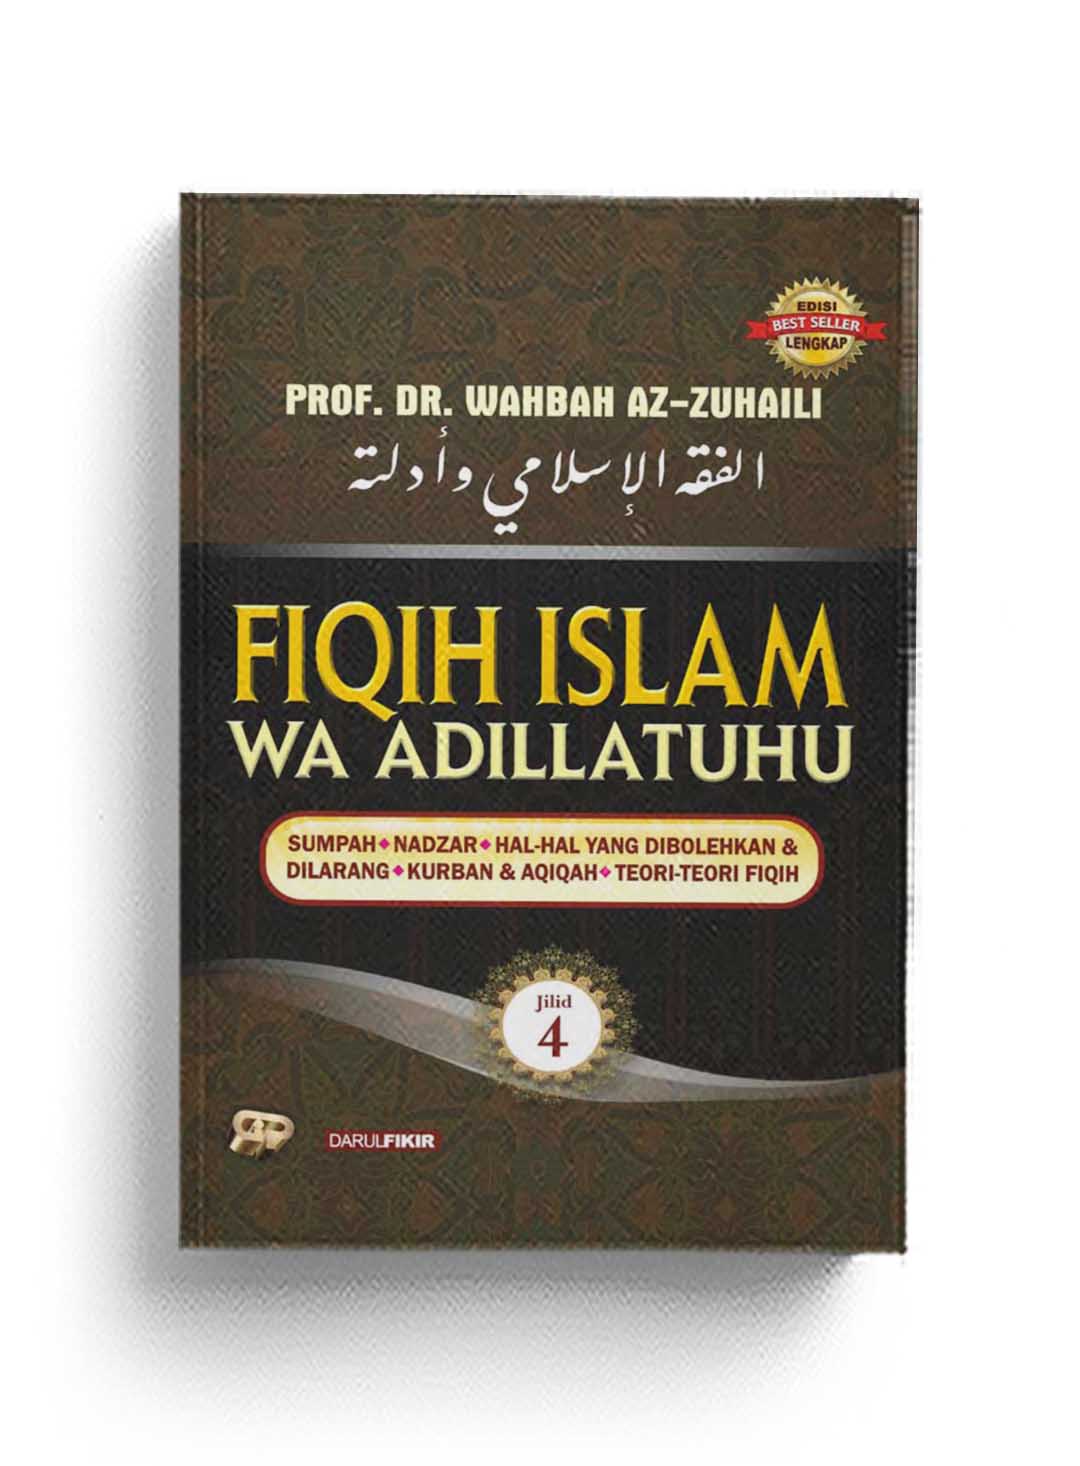 EDISI
BEST SELLER
LENGKAP
PROF. DR. WAHBAH AZ-ZUHAILI
الفقه الإسلامي وأدلته
FIQIH ISLAM
WA ADILLATUHU
SUMPAH◆NADZAR◆HAL-HAL YANG DIBOLEHKAN &
DILARANG◆KURBAN & AQIQAH◆TEORI-TEORI FIQIH
Jilid
4
DARULFIKIR